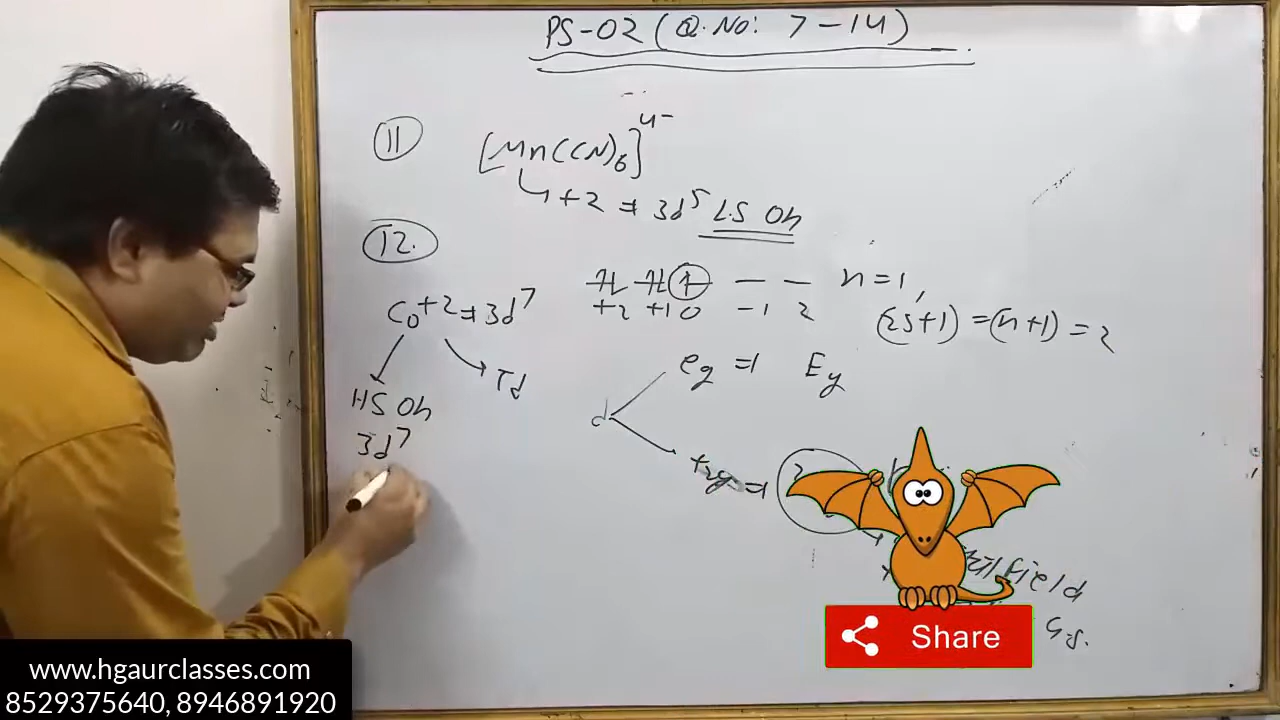 PS-02 (Q.No: 7-14)
11
[Mn(CN)6]4-
+2 ⇒ 3d5 LS Oh
12.
+2 +1 0 -1 2
n=1,
(2S+1) = (n+1) = 2
Co+2 ⇒ 3d7
HS Oh
Td
3d7
d
eg ⇒ Eg
t2g ⇒
field
G.S.
Share
www.hgaurclasses.com
8529375640, 8946891920